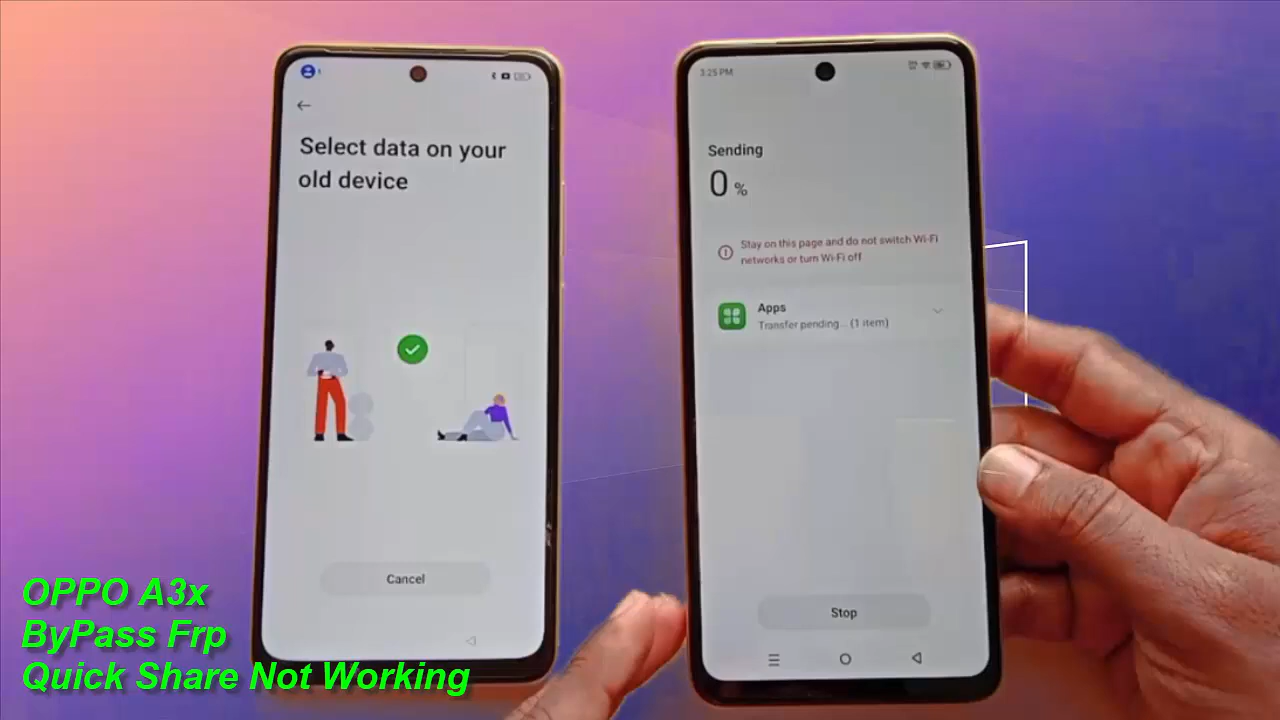 Select data on your
old device
Cancel
3:25 PM
Sending
0 %
Stay on this page and do not switch Wi-Fi
networks or turn Wi-Fi off
Apps
Transfer pending... (1 item)
Stop
OPPO A3x
ByPass Frp
Quick Share Not Working